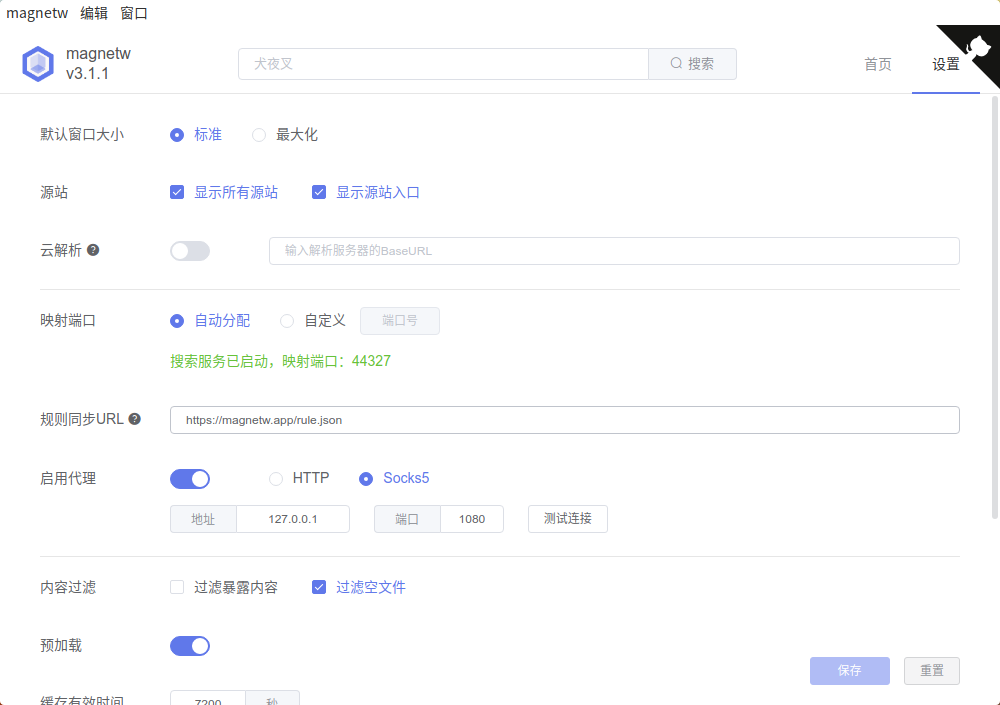 magnetw 编辑 窗口
magnetw
v3.1.1
犬夜叉 搜索 首页 设置
默认窗口大小 标准 最大化
源站 显示所有源站 显示源站入口
云解析 ? 输入解析服务器的BaseURL
映射端口 自动分配 自定义 端口号
搜索服务已启动，映射端口：44327
规则同步URL ? https://magnetw.app/rule.json
启用代理 HTTP Socks5
地址 127.0.0.1 端口 1080 测试连接
内容过滤 过滤暴露内容 过滤空文件
预加载
保存 重置
缓存有效时间 7200 秒